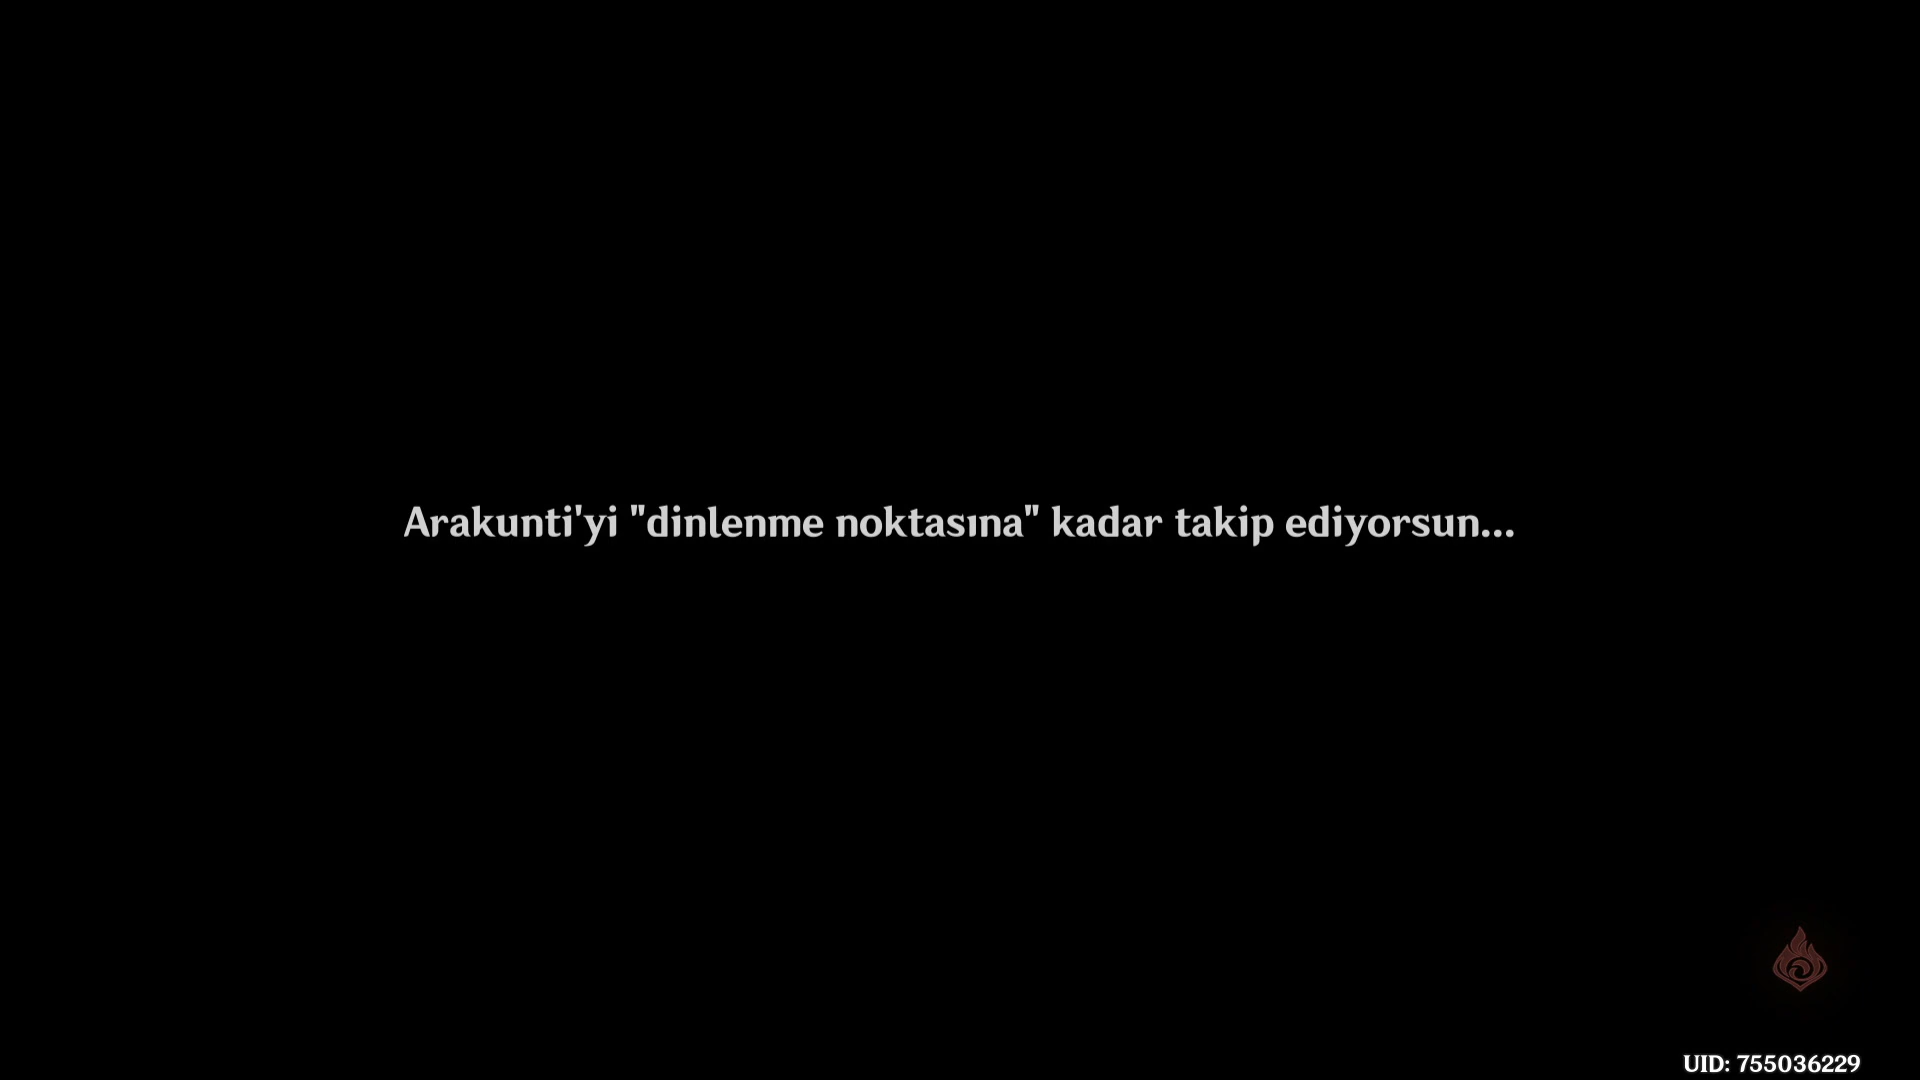 Arakunti'yi "dinlenme noktasına" kadar takip ediyorsun...
UID: 755036229